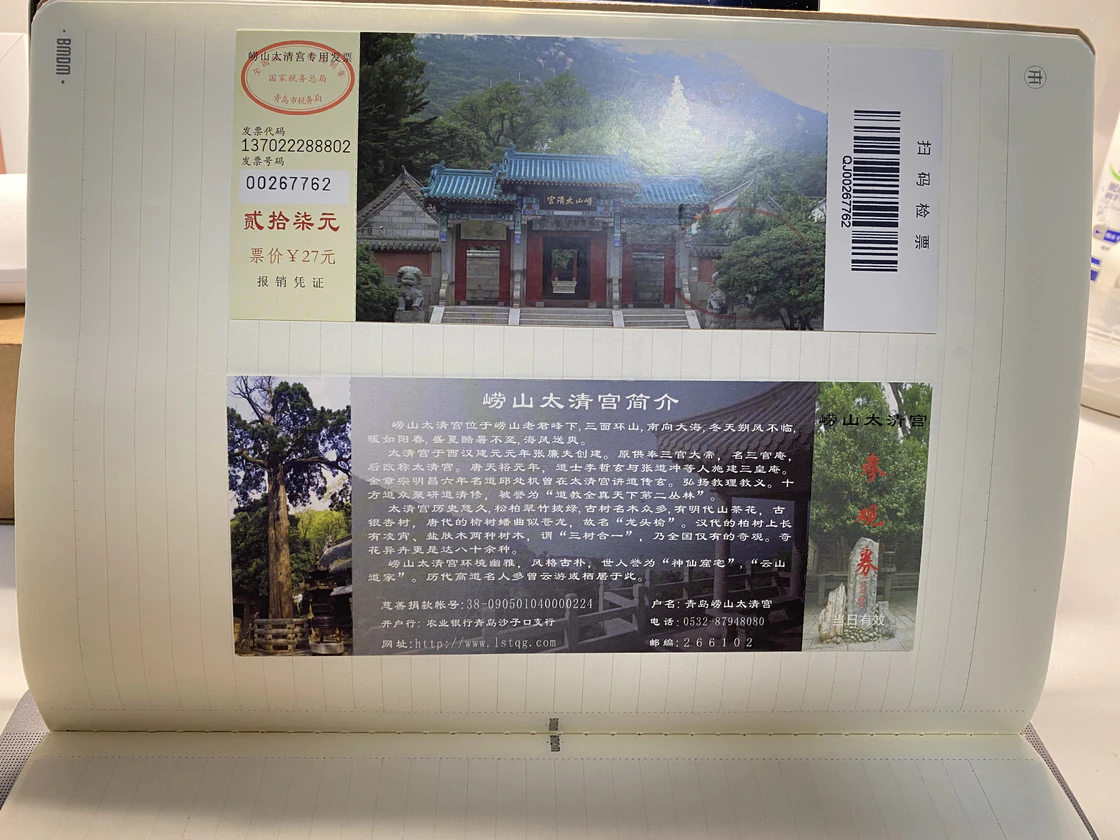 BMDM
崂山太清宫专用发票
国家税务总局
青岛市税务局
发票代码
137022288802
发票号码
00267762
贰拾柒元
票价￥27元
报销凭证
宫清太山崂
扫码检票
QJ00267762
崂山太清宫简介
崂山太清宫位于崂山老君峰下,三面环山,南向大海,冬天朔风不临,
暖如阳春,盛夏酷暑不至,海风送爽。
太清宫于西汉建元元年张廉夫创建。原供奉三官大帝，名三官庵，
后改称太清宫。唐天祐元年，道士李哲玄与张道冲等人施建三皇庵。
金章宗明昌六年名道邱处机曾在太清宫讲道传玄。弘扬教理教义。十
方道众聚研道清修，被誉为“道教全真天下第二丛林”。
太清宫历史悠久,松柏翠竹披绿,古树名木众多,有明代山茶花，古
银杏树，唐代的榆树蟠曲似苍龙，故名“龙头榆”。汉代的柏树上长
有凌霄、盐肤木两种树木，谓“三树合一”，乃全国仅有的奇观。奇
花异卉更是达八十余种。
崂山太清宫环境幽雅，风格古朴，世人誉为“神仙窟宅”，“云山
道家”。历代高道名人多曾云游或栖居于此。
慈善捐款帐号:38-090501040000224
户名:青岛崂山太清宫
开户行:农业银行青岛沙子口支行
电话:0532-87948080
网址:http://www.lstqg.com
邮编:266102
崂山太清宫
参观券
当日有效